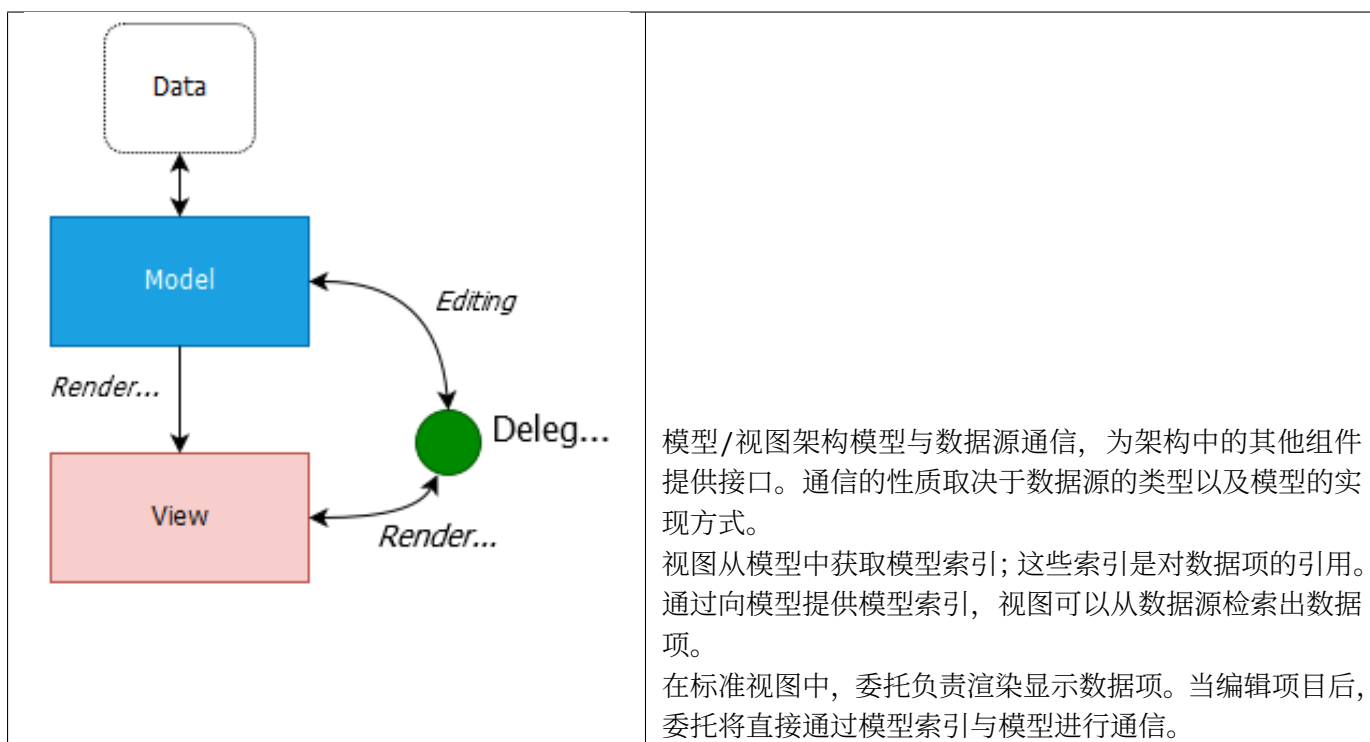 Data
Model
Editing
Render...
Deleg...
View
Render...
模型/视图架构模型与数据源通信，为架构中的其他组件
提供接口。通信的性质取决于数据源的类型以及模型的实
现方式。
视图从模型中获取模型索引；这些索引是对数据项的引用。
通过向模型提供模型索引，视图可以从数据源检索出数据
项。
在标准视图中，委托负责渲染显示数据项。当编辑项目后，
委托将直接通过模型索引与模型进行通信。